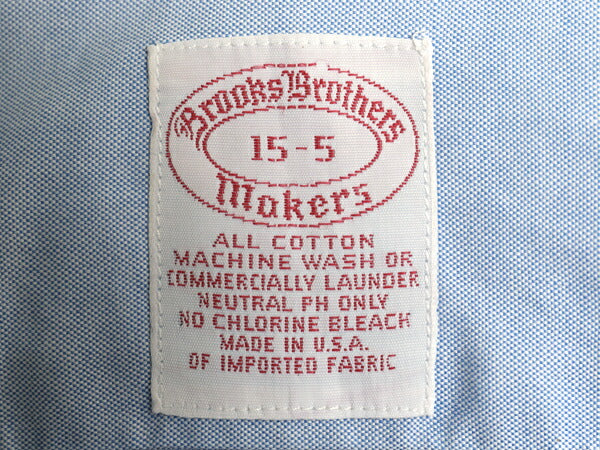 Brooks Brothers
15-5
Makers
ALL COTTON
MACHINE WASH OR
COMMERCIALLY LAUNDER
NEUTRAL PH ONLY
NO CHLORINE BLEACH
MADE IN U.S.A.
OF IMPORTED FABRIC